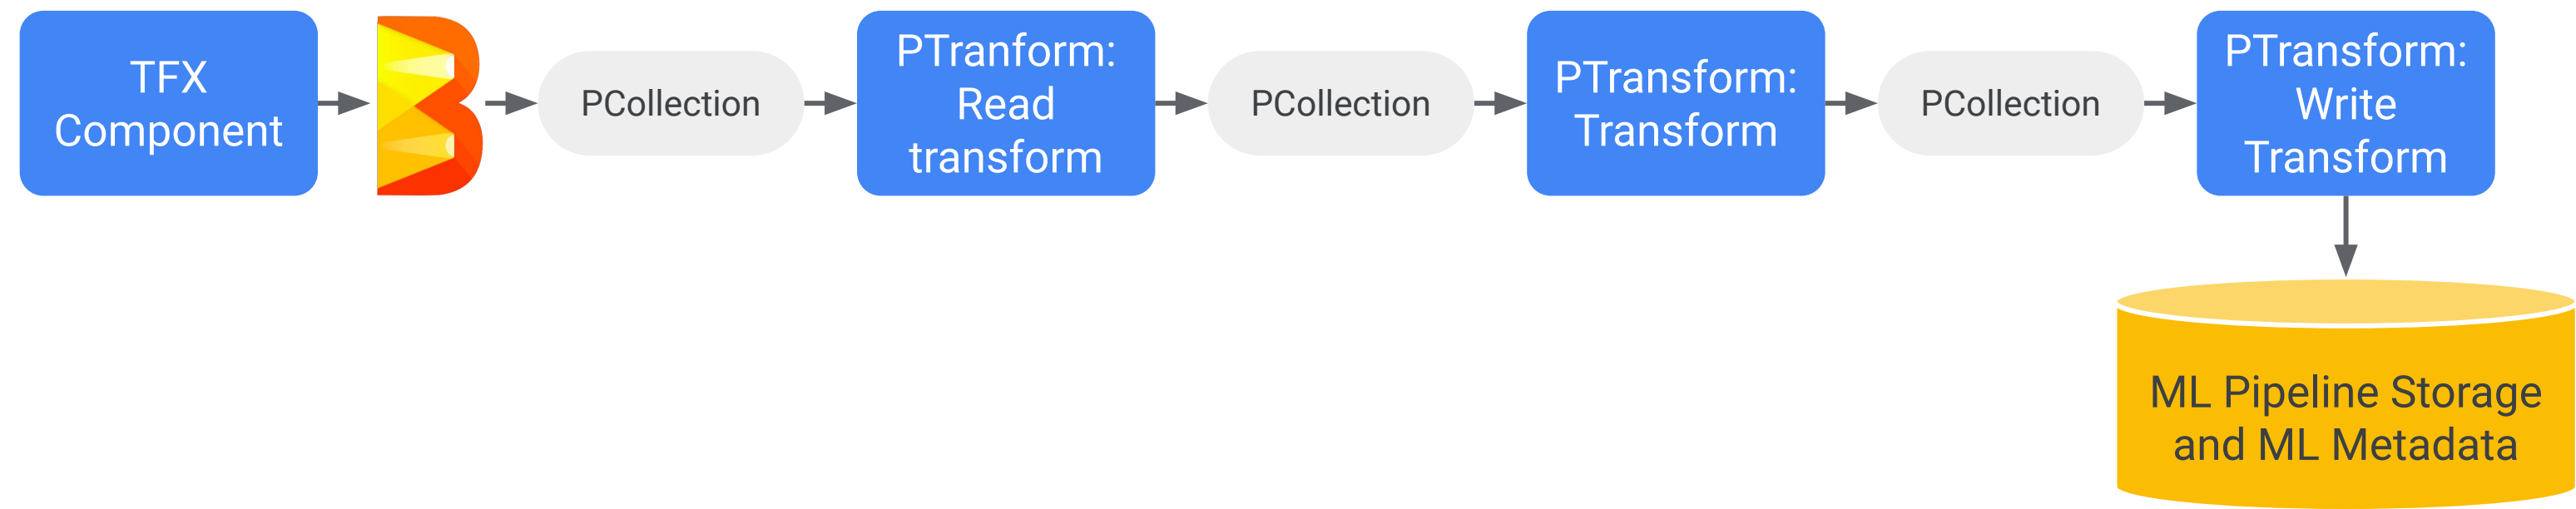 TFX
Component
PCollection
PTranform:
Read
transform
PCollection
PTransform:
Transform
PCollection
PTransform:
Write
Transform
ML Pipeline Storage
and ML Metadata